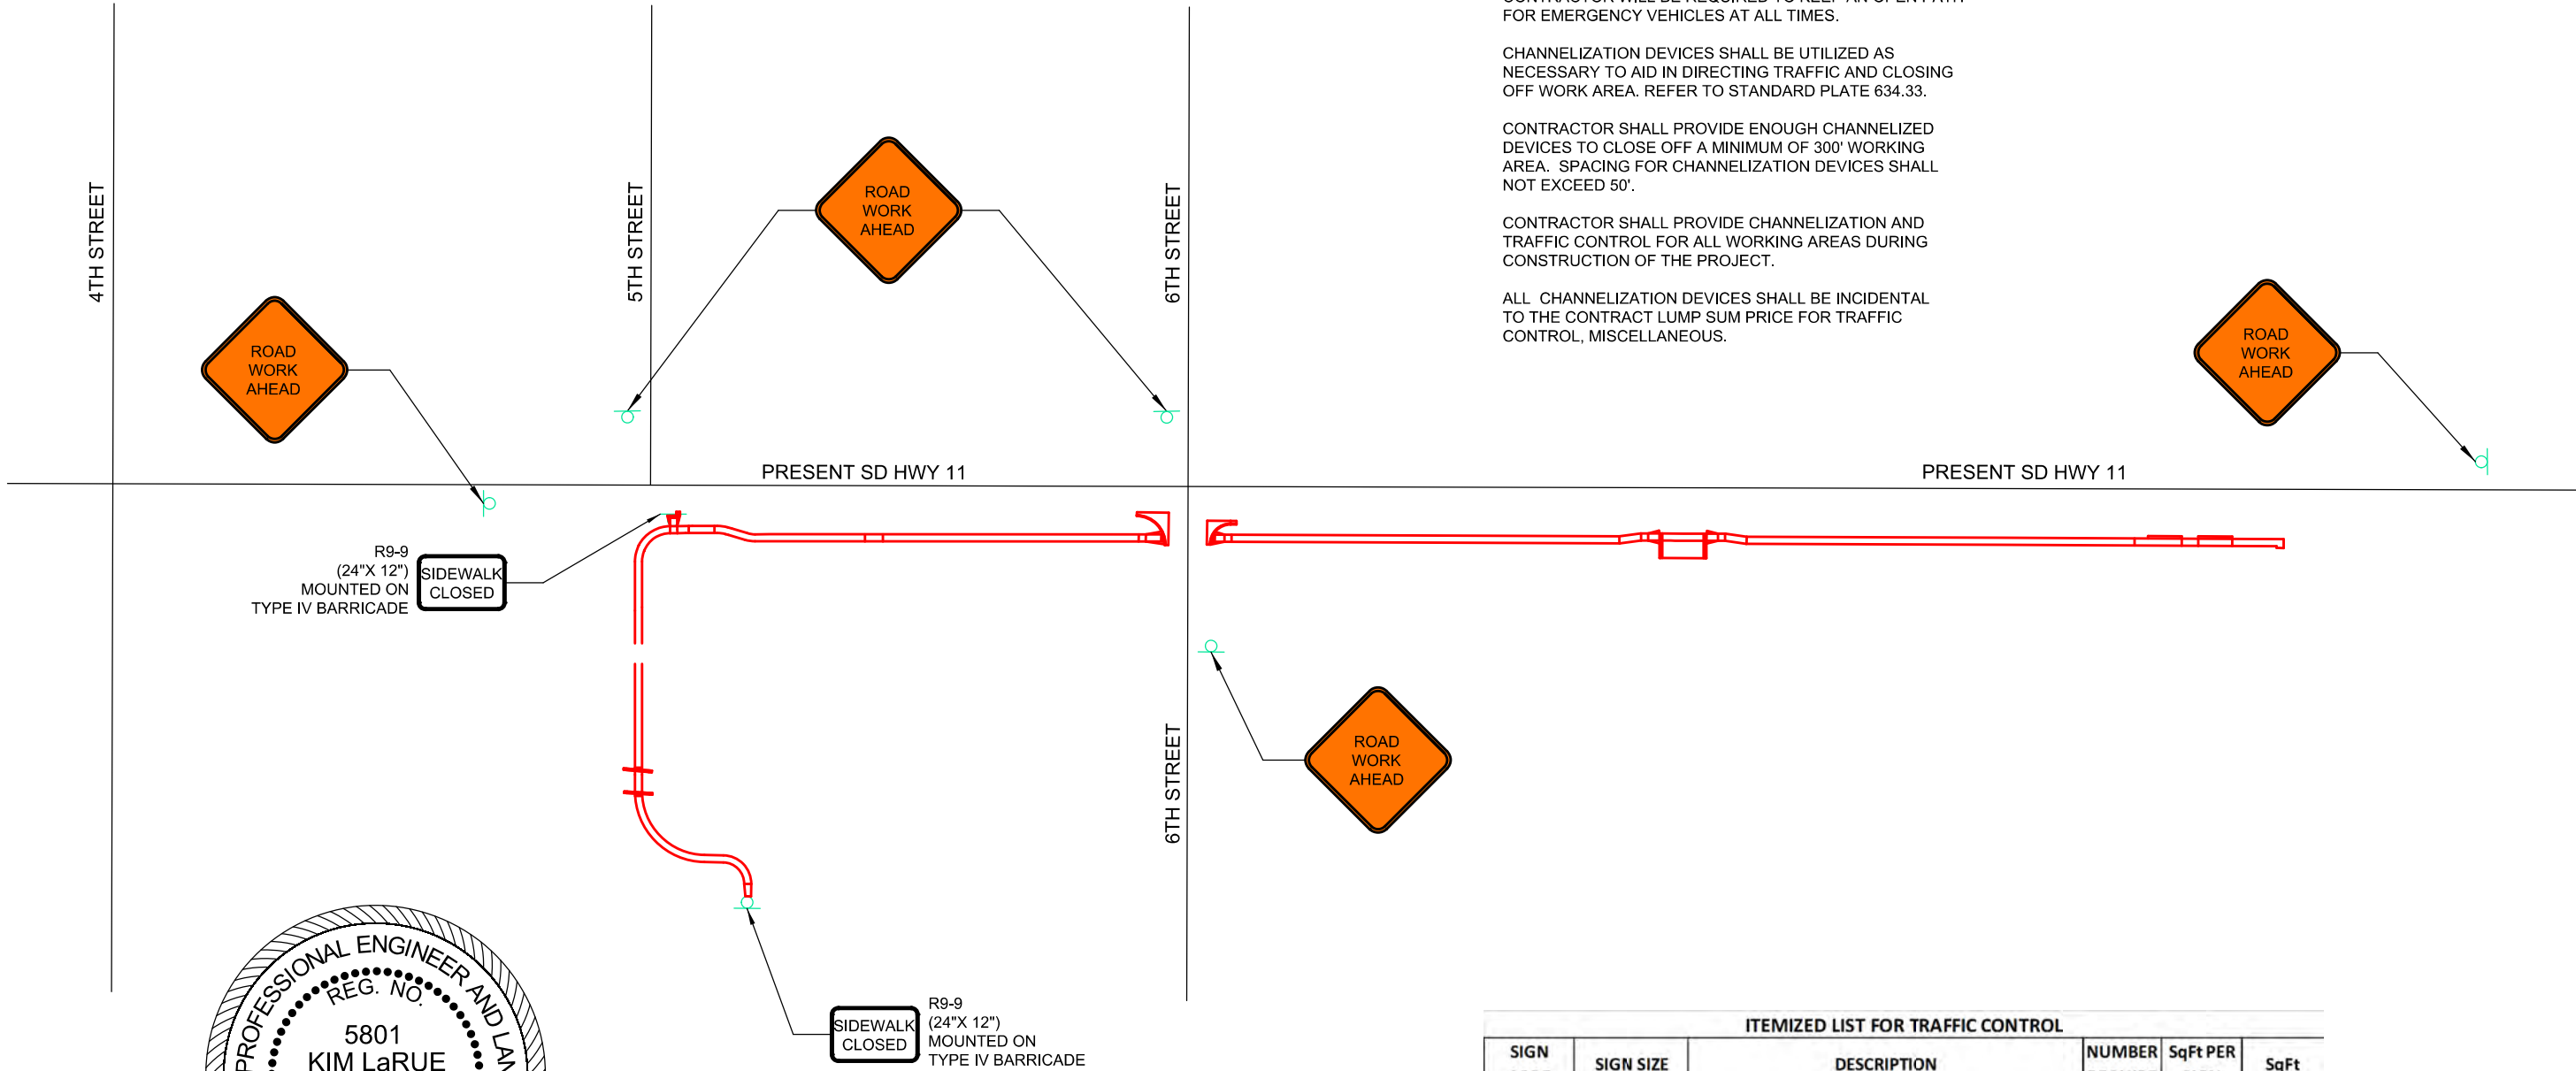 FOR EMERGENCY VEHICLES AT ALL TIMES.
CHANNELIZATION DEVICES SHALL BE UTILIZED AS
NECESSARY TO AID IN DIRECTING TRAFFIC AND CLOSING
OFF WORK AREA. REFER TO STANDARD PLATE 634.33.
CONTRACTOR SHALL PROVIDE ENOUGH CHANNELIZED
DEVICES TO CLOSE OFF A MINIMUM OF 300' WORKING
AREA. SPACING FOR CHANNELIZATION DEVICES SHALL
NOT EXCEED 50'.
CONTRACTOR SHALL PROVIDE CHANNELIZATION AND
TRAFFIC CONTROL FOR ALL WORKING AREAS DURING
CONSTRUCTION OF THE PROJECT.
ALL CHANNELIZATION DEVICES SHALL BE INCIDENTAL
TO THE CONTRACT LUMP SUM PRICE FOR TRAFFIC
CONTROL, MISCELLANEOUS.
4TH STREET
5TH STREET
6TH STREET
ROAD
WORK
AHEAD
ROAD
WORK
AHEAD
ROAD
WORK
AHEAD
PRESENT SD HWY 11
PRESENT SD HWY 11
R9-9
(24"X 12")
MOUNTED ON
TYPE IV BARRICADE
SIDEWALK
CLOSED
6TH STREET
ROAD
WORK
AHEAD
PROFESSIONAL ENGINEER AND LAN
REG. NO.
5801
KIM LaRUE
SIDEWALK
CLOSED
R9-9
(24"X 12")
MOUNTED ON
TYPE IV BARRICADE
ITEMIZED LIST FOR TRAFFIC CONTROL
SIGN
SIGN SIZE
DESCRIPTION
NUMBER
SqFt PER
SqFt